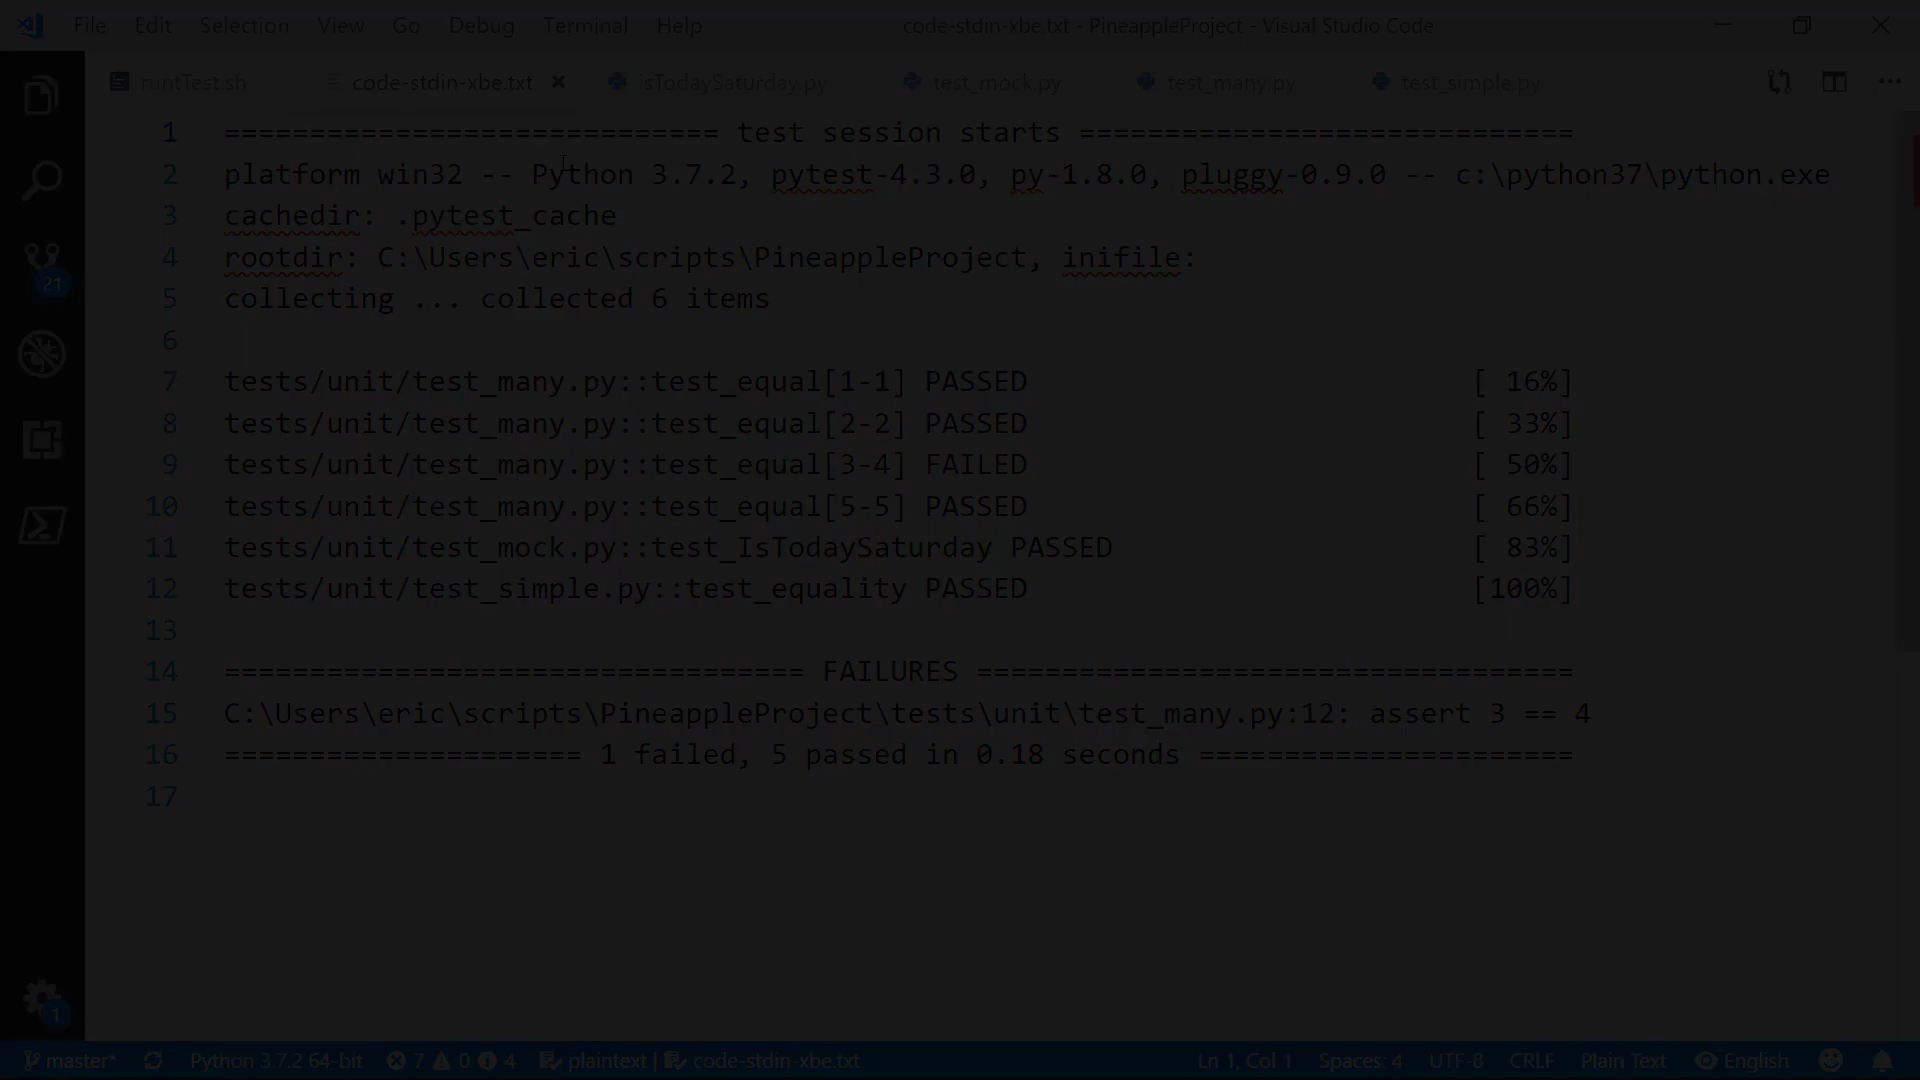 File Edit Selection View Go Debug Terminal Help code-stdin-xbe.txt - PineappleProject - Visual Studio Code
runtTest.sh code-stdin-xbe.txt isTodaySaturday.py test_mock.py test_many.py test_simple.py
1 ============================= test session starts =============================
2 platform win32 -- Python 3.7.2, pytest-4.3.0, py-1.8.0, pluggy-0.9.0 -- c:\python37\python.exe
3 cachedir: .pytest_cache
4 rootdir: C:\Users\eric\scripts\PineappleProject, inifile:
5 collecting ... collected 6 items
6
7 tests/unit/test_many.py::test_equal[1-1] PASSED [ 16%]
8 tests/unit/test_many.py::test_equal[2-2] PASSED [ 33%]
9 tests/unit/test_many.py::test_equal[3-4] FAILED [ 50%]
10 tests/unit/test_many.py::test_equal[5-5] PASSED [ 66%]
11 tests/unit/test_mock.py::test_IsTodaySaturday PASSED [ 83%]
12 tests/unit/test_simple.py::test_equality PASSED [100%]
13
14 ================================== FAILURES ===================================
15 C:\Users\eric\scripts\PineappleProject\tests\unit\test_many.py:12: assert 3 == 4
16 ===================== 1 failed, 5 passed in 0.18 seconds ======================
17
21
1
master* Python 3.7.2 64-bit 7 0 4 plaintext | code-stdin-xbe.txt Ln 1, Col 1 Spaces: 4 UTF-8 CRLF Plain Text English